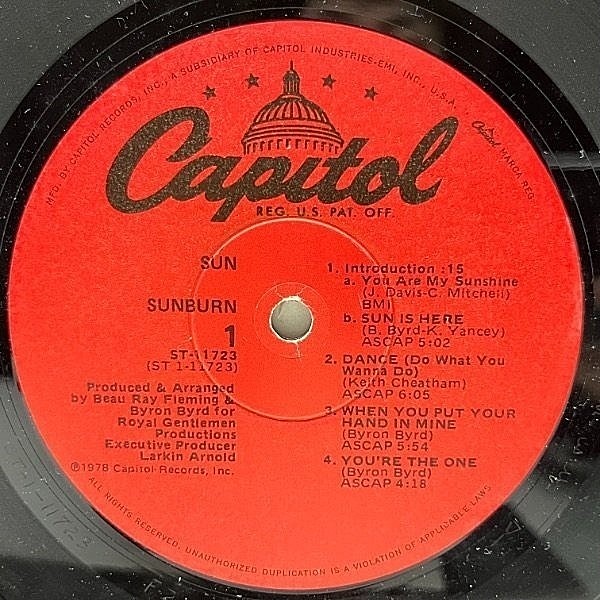 MFD. BY CAPITOL RECORDS, INC., A SUBSIDIARY OF CAPITOL INDUSTRIES-EMI, INC., U.S.A.
Capitol MARCA REG.
Capitol
REG. U.S. PAT. OFF.
SUN
SUNBURN
1
ST-11723
(ST 1-11723)
Produced & Arranged
by Beau Ray Fleming &
Byron Byrd for
Royal Gentlemen
Productions
Executive Producer
Larkin Arnold
℗1978 Capitol Records, Inc.
1. Introduction :15
a. You Are My Sunshine
(J. Davis-C. Mitchell)
BMI
b. SUN IS HERE
(B. Byrd-K. Yancey)
ASCAP 5:02
2. DANCE (Do What You
Wanna Do)
(Keith Cheatham)
ASCAP 6:05
3. WHEN YOU PUT YOUR
HAND IN MINE
(Byron Byrd)
ASCAP 5:54
4. YOU'RE THE ONE
(Byron Byrd)
ASCAP 4:18
ALL RIGHTS RESERVED. UNAUTHORIZED DUPLICATION IS A VIOLATION OF APPLICABLE LAWS